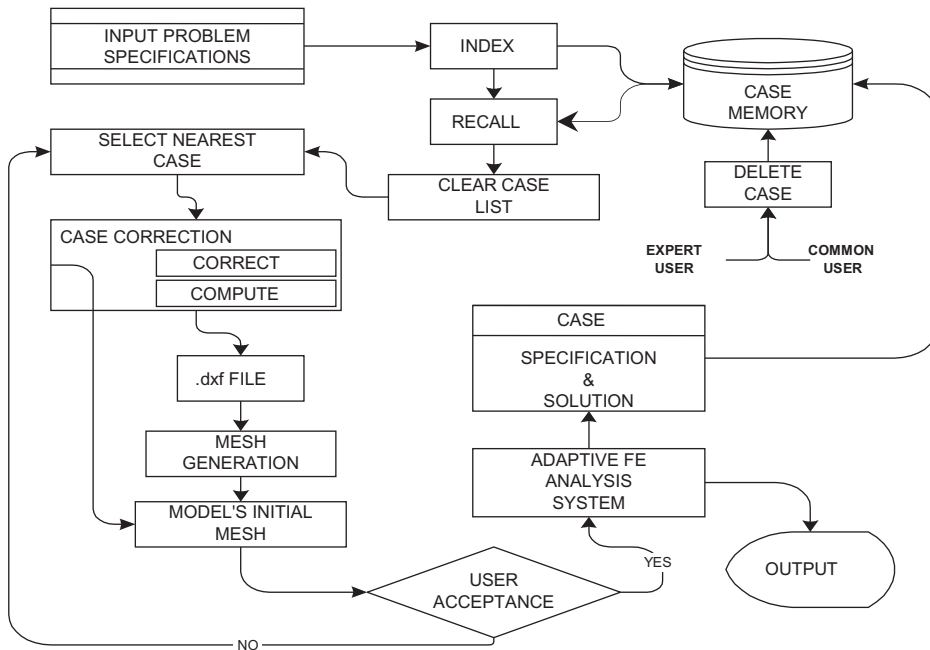 INPUT PROBLEM
SPECIFICATIONS
INDEX
CASE
MEMORY
RECALL
SELECT NEAREST
CASE
CLEAR CASE
LIST
DELETE
CASE
EXPERT
USER
COMMON
USER
CASE CORRECTION
CORRECT
COMPUTE
CASE
SPECIFICATION
&
SOLUTION
.dxf FILE
MESH
GENERATION
ADAPTIVE FE
ANALYSIS
SYSTEM
MODEL'S INITIAL
MESH
YES
USER
ACCEPTANCE
OUTPUT
NO